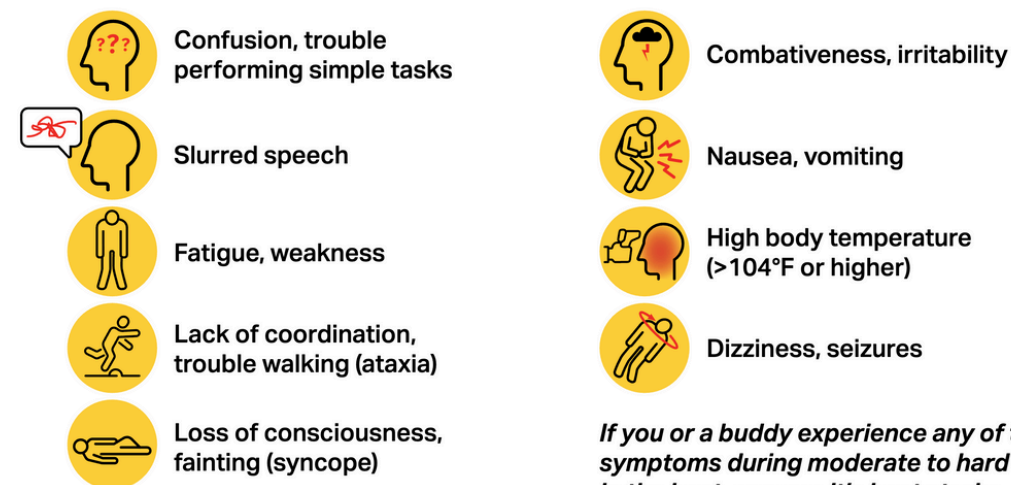 Confusion, trouble
performing simple tasks
Slurred speech
Fatigue, weakness
Lack of coordination,
trouble walking (ataxia)
Loss of consciousness,
fainting (syncope)
Combativeness, irritability
Nausea, vomiting
High body temperature
(>104°F or higher)
Dizziness, seizures
If you or a buddy experience any of
symptoms during moderate to hard
???